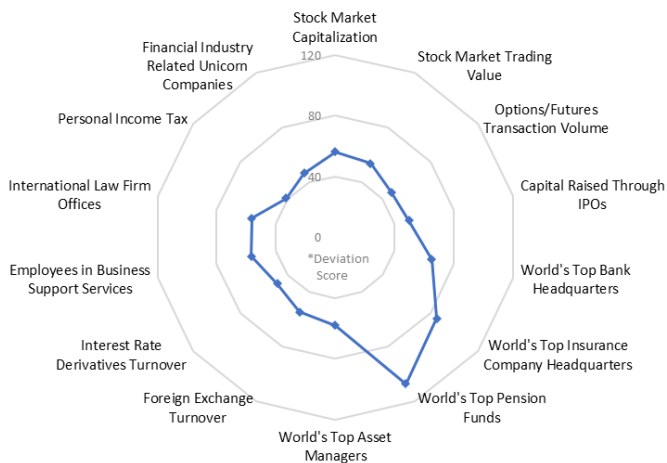 Stock Market
Capitalization
120
Financial Industry
Related Unicorn
Companies
Stock Market Trading
Value
Personal Income Tax
80
Options/Futures
Transaction Volume
International Law Firm
Offices
40
Capital Raised Through
IPOs
0
*Deviation
Score
Employees in Business
Support Services
World's Top Bank
Headquarters
Interest Rate
Derivatives Turnover
World's Top Insurance
Company Headquarters
Foreign Exchange
Turnover
World's Top Pension
Funds
World's Top Asset
Managers